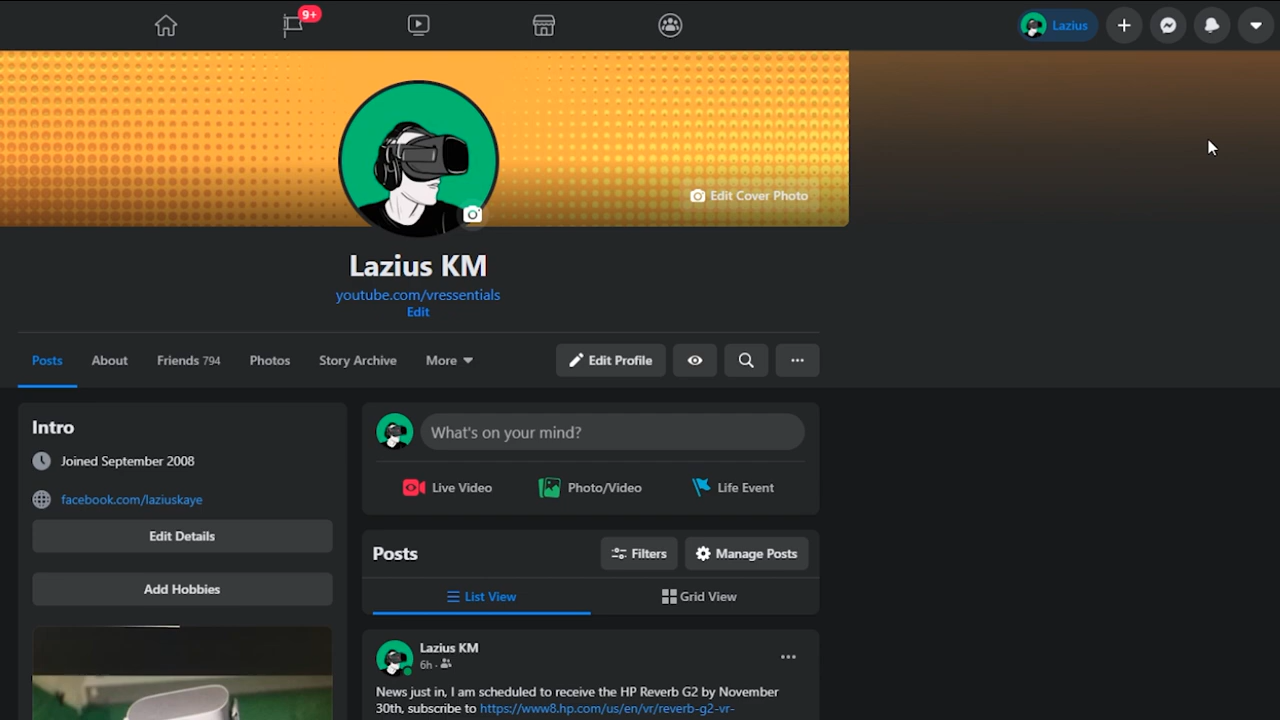 9+
Lazius
Edit Cover Photo
Lazius KM
youtube.com/vressentials
Edit
Posts About Friends 794 Photos Story Archive More Edit Profile
Intro
Joined September 2008
facebook.com/laziuskaye
Edit Details
Add Hobbies
What's on your mind?
Live Video Photo/Video Life Event
Posts Filters Manage Posts
List View Grid View
Lazius KM
6h ·
News just in, I am scheduled to receive the HP Reverb G2 by November
30th, subscribe to https://www8.hp.com/us/en/vr/reverb-g2-vr-